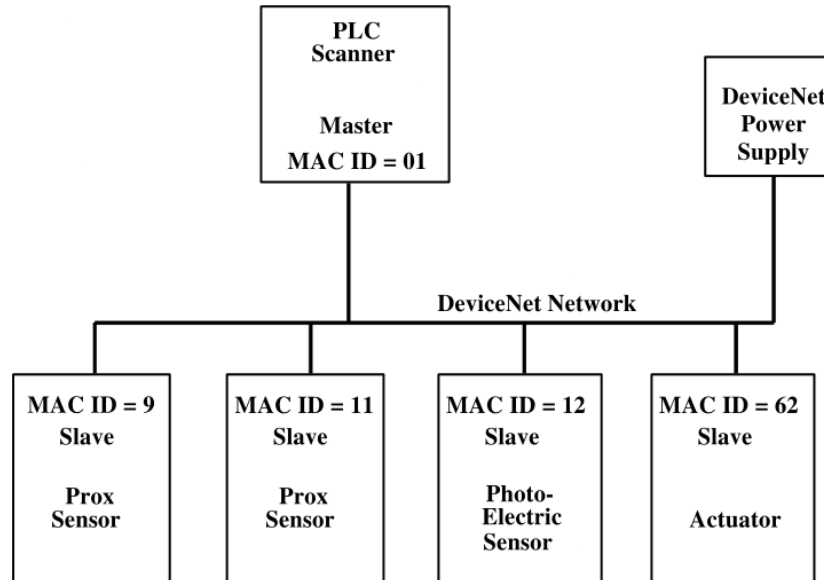 PLC
Scanner
Master
MAC ID = 01
DeviceNet
Power
Supply
DeviceNet Network
MAC ID = 9
Slave
Prox
Sensor
MAC ID = 11
Slave
Prox
Sensor
MAC ID = 12
Slave
Photo-
Electric
Sensor
MAC ID = 62
Slave
Actuator